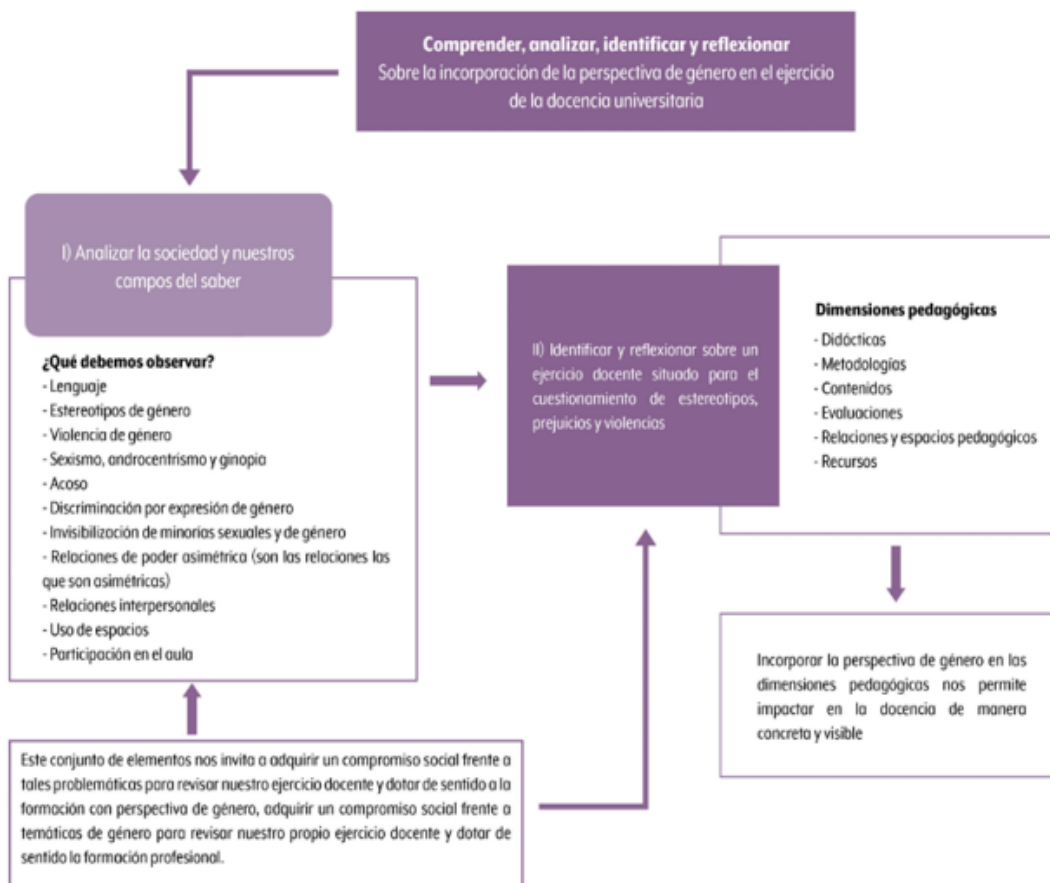 Comprender, analizar, identificar y reflexionar
Sobre la incorporación de la perspectiva de género en el ejercicio
de la docencia universitaria
I) Analizar la sociedad y nuestros
campos del saber
¿Qué debemos observar?
- Lenguaje
- Estereotipos de género
- Violencia de género
- Sexismo, androcentrismo y ginopia
- Acoso
- Discriminación por expresión de género
- Invisibilización de minorías sexuales y de género
- Relaciones de poder asimétrica (son las relaciones las
que son asimétricas)
- Relaciones interpersonales
- Uso de espacios
- Participación en el aula
Este conjunto de elementos nos invita a adquirir un compromiso social frente a
tales problemáticas para revisar nuestro ejercicio docente y dotar de sentido a la
formación con perspectiva de género, adquirir un compromiso social frente a
temáticas de género para revisar nuestro propio ejercicio docente y dotar de
sentido la formación profesional.
II) Identificar y reflexionar sobre un
ejercicio docente situado para el
cuestionamiento de estereotipos,
prejuicios y violencias
Dimensiones pedagógicas
- Didácticas
- Metodologías
- Contenidos
- Evaluaciones
- Relaciones y espacios pedagógicos
- Recursos
Incorporar la perspectiva de género en las
dimensiones pedagógicas nos permite
impactar en la docencia de manera
concreta y visible